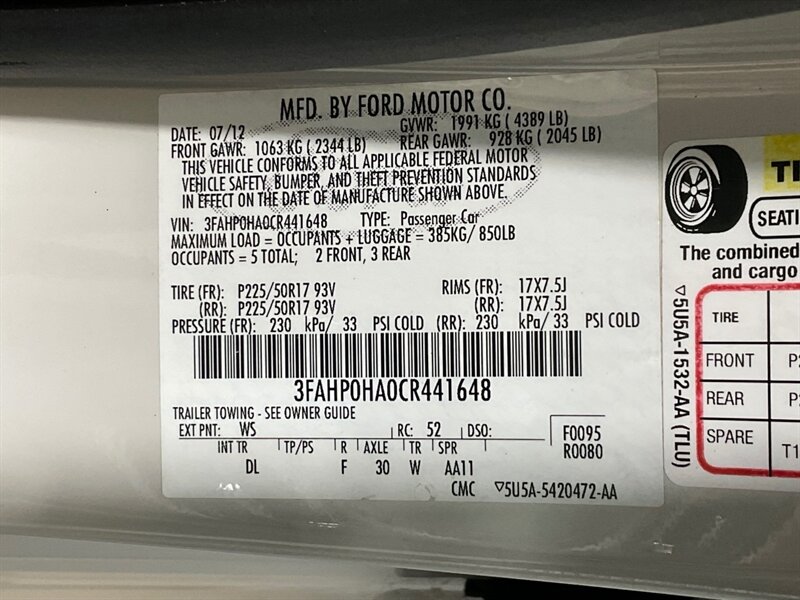 MFD. BY FORD MOTOR CO.
DATE: 07/12 GVWR: 1991 KG ( 4389 LB)
FRONT GAWR: 1063 KG ( 2344 LB) REAR GAWR: 928 KG ( 2045 LB)
THIS VEHICLE CONFORMS TO ALL APPLICABLE FEDERAL MOTOR
VEHICLE SAFETY, BUMPER, AND THEFT PREVENTION STANDARDS
IN EFFECT ON THE DATE OF MANUFACTURE SHOWN ABOVE.
VIN: 3FAHP0HA0CR441648 TYPE: Passenger Car
MAXIMUM LOAD = OCCUPANTS + LUGGAGE = 385KG/ 850LB
OCCUPANTS = 5 TOTAL; 2 FRONT, 3 REAR
TIRE (FR): P225/50R17 93V RIMS (FR): 17X7.5J
(RR): P225/50R17 93V (RR): 17X7.5J
PRESSURE (FR): 230 kPa/ 33 PSI COLD (RR): 230 kPa/ 33 PSI COLD
3FAHP0HA0CR441648
TRAILER TOWING - SEE OWNER GUIDE
EXT PNT: WS RC: 52 DSO: F0095
R0080
INT TR TP/PS R AXLE TR SPR
DL F 30 W AA11
CMC ▽5U5A-5420472-AA
TI
SEATI
The combined
and cargo
▽5U5A-1532-AA (TLU)
TIRE
FRONT P2
REAR P2
SPARE T1